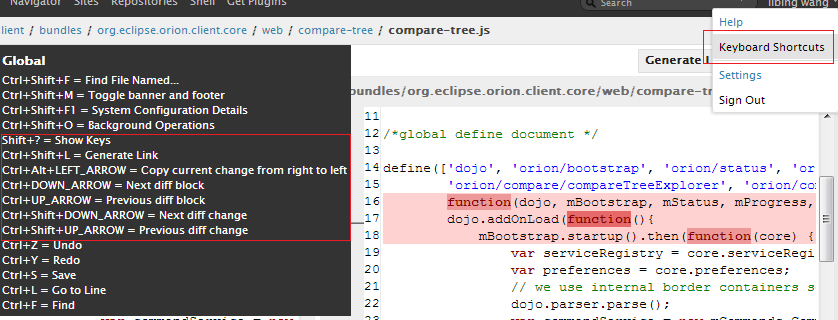 Navigator Sites Repositories Shell Get Plugins
Search
libing wang
Help
Keyboard Shortcuts
Settings
Sign Out
lient / bundles / org.eclipse.orion.client.core / web / compare-tree / compare-tree.js
Generate
bundles/org.eclipse.orion.client.core/web/compare-tr
Global
Ctrl+Shift+F = Find File Named...
Ctrl+Shift+M = Toggle banner and footer
Ctrl+Shift+F1 = System Configuration Details
Ctrl+Shift+O = Background Operations
Shift+? = Show Keys
Ctrl+Shift+L = Generate Link
Ctrl+Alt+LEFT_ARROW = Copy current change from right to left
Ctrl+DOWN_ARROW = Next diff block
Ctrl+UP_ARROW = Previous diff block
Ctrl+Shift+DOWN_ARROW = Next diff change
Ctrl+Shift+UP_ARROW = Previous diff change
Ctrl+Z = Undo
Ctrl+Y = Redo
Ctrl+S = Save
Ctrl+L = Go to Line
Ctrl+F = Find
11
12 /*global define document */
13
14 define(['dojo', 'orion/bootstrap', 'orion/status', 'or
15 'orion/compare/compareTreeExplorer', 'orion/co
16 function(dojo, mBootstrap, mStatus, mProgress,
17 dojo.addOnLoad(function(){
18 mBootstrap.startup().then(function(core) {
19 var serviceRegistry = core.serviceRegi
20 var preferences = core.preferences;
21 // we use internal border containers s
22 dojo.parser.parse();
23